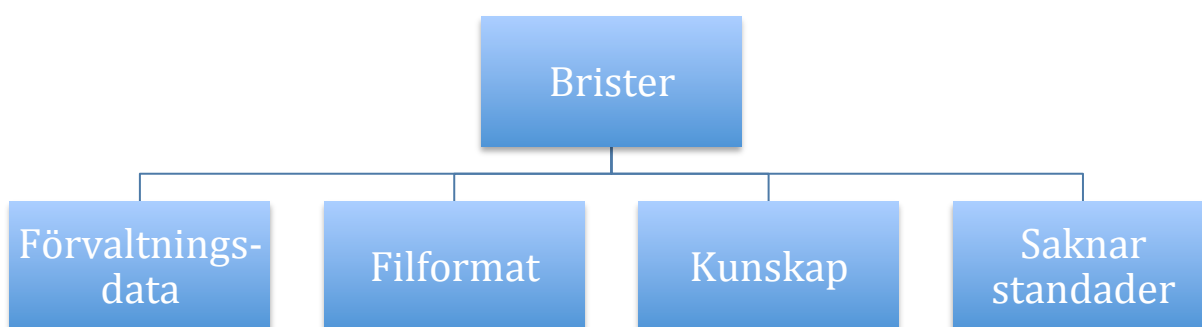 Brister
Förvaltnings-
data
Filformat
Kunskap
Saknar
standader